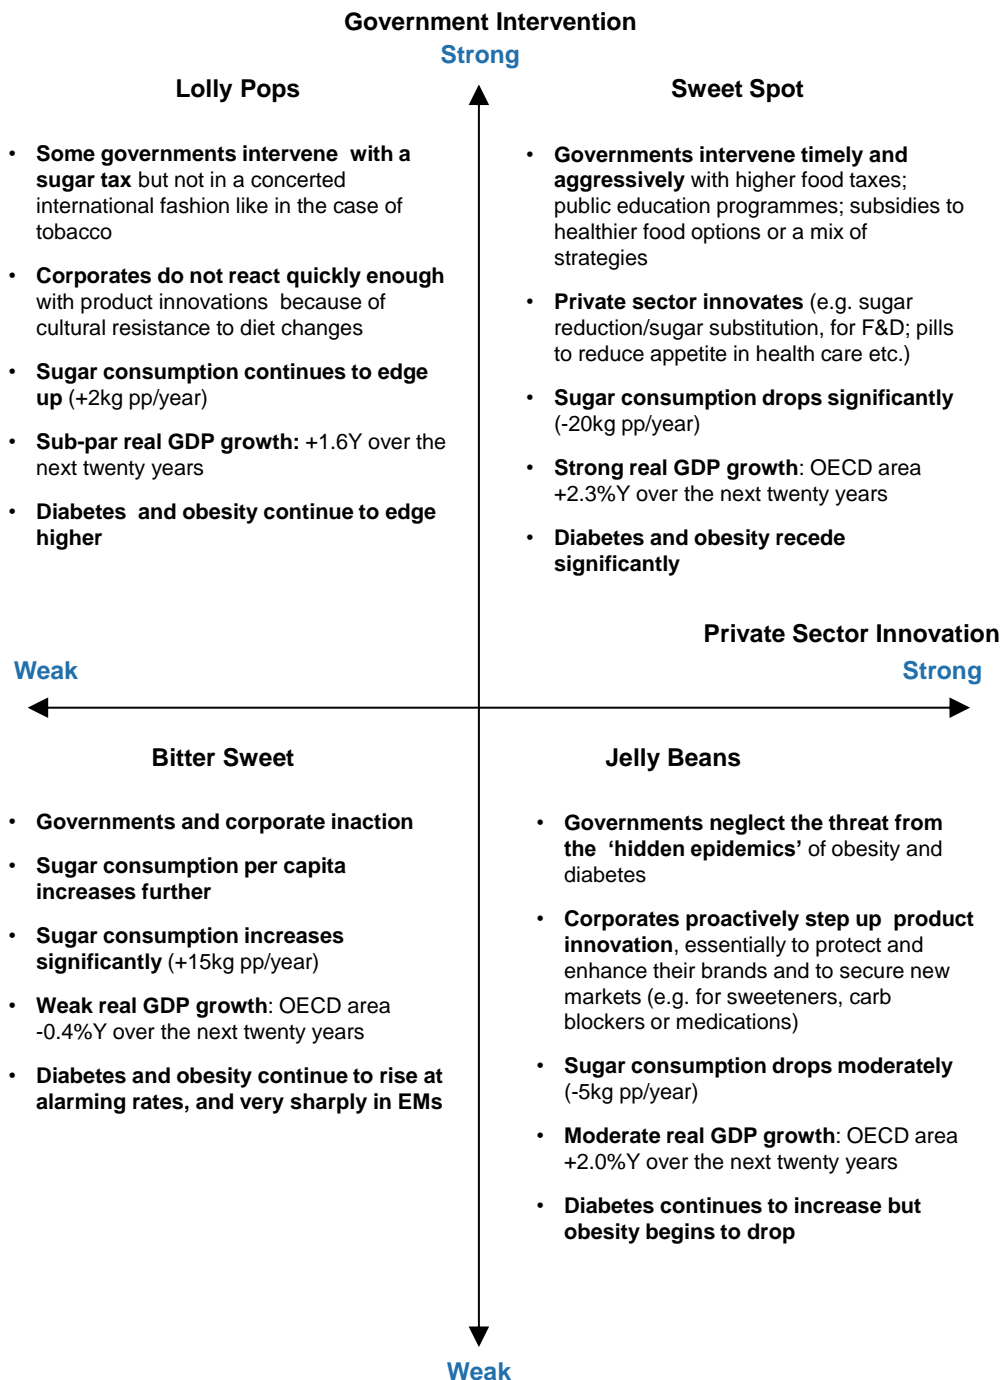 Government Intervention
Strong
Lolly Pops
• Some governments intervene with a
sugar tax but not in a concerted
international fashion like in the case of
tobacco
• Corporates do not react quickly enough
with product innovations because of
cultural resistance to diet changes
• Sugar consumption continues to edge
up (+2kg pp/year)
• Sub-par real GDP growth: +1.6Y over the
next twenty years
• Diabetes and obesity continue to edge
higher
Sweet Spot
• Governments intervene timely and
aggressively with higher food taxes;
public education programmes; subsidies to
healthier food options or a mix of
strategies
• Private sector innovates (e.g. sugar
reduction/sugar substitution, for F&D; pills
to reduce appetite in health care etc.)
• Sugar consumption drops significantly
(-20kg pp/year)
• Strong real GDP growth: OECD area
+2.3%Y over the next twenty years
• Diabetes and obesity recede
significantly
Private Sector Innovation
Weak
Strong
Bitter Sweet
• Governments and corporate inaction
• Sugar consumption per capita
increases further
• Sugar consumption increases
significantly (+15kg pp/year)
• Weak real GDP growth: OECD area
-0.4%Y over the next twenty years
• Diabetes and obesity continue to rise at
alarming rates, and very sharply in EMs
Jelly Beans
• Governments neglect the threat from
the 'hidden epidemics' of obesity and
diabetes
• Corporates proactively step up product
innovation, essentially to protect and
enhance their brands and to secure new
markets (e.g. for sweeteners, carb
blockers or medications)
• Sugar consumption drops moderately
(-5kg pp/year)
• Moderate real GDP growth: OECD area
+2.0%Y over the next twenty years
• Diabetes continues to increase but
obesity begins to drop
Weak